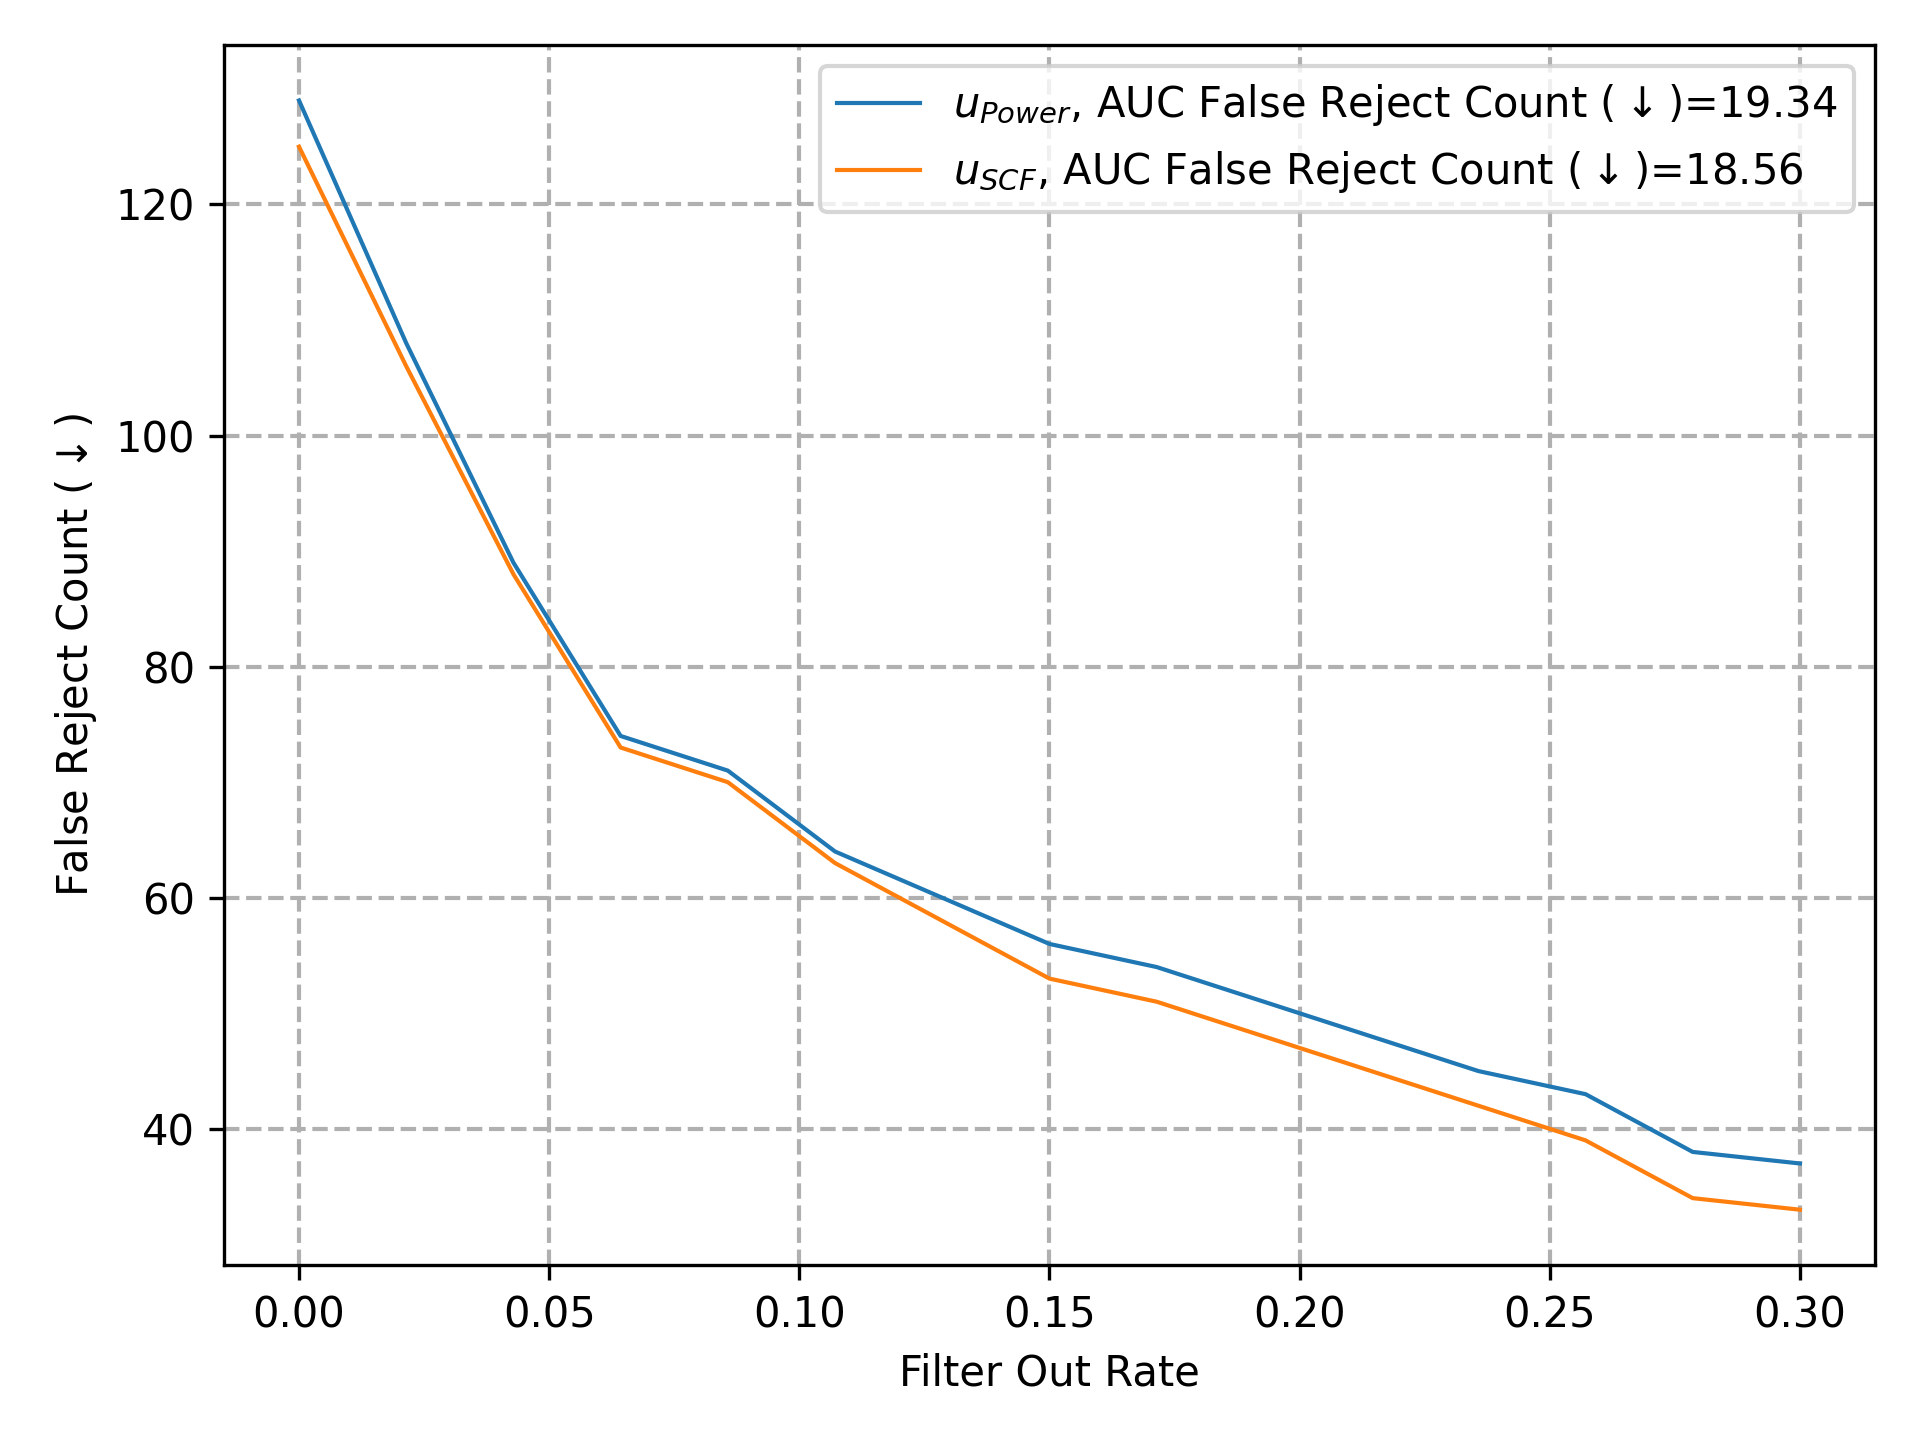 u_Power, AUC False Reject Count (↓)=19.34
u_SCF, AUC False Reject Count (↓)=18.56
False Reject Count (↓)
120
100
80
60
40
0.00 0.05 0.10 0.15 0.20 0.25 0.30
Filter Out Rate